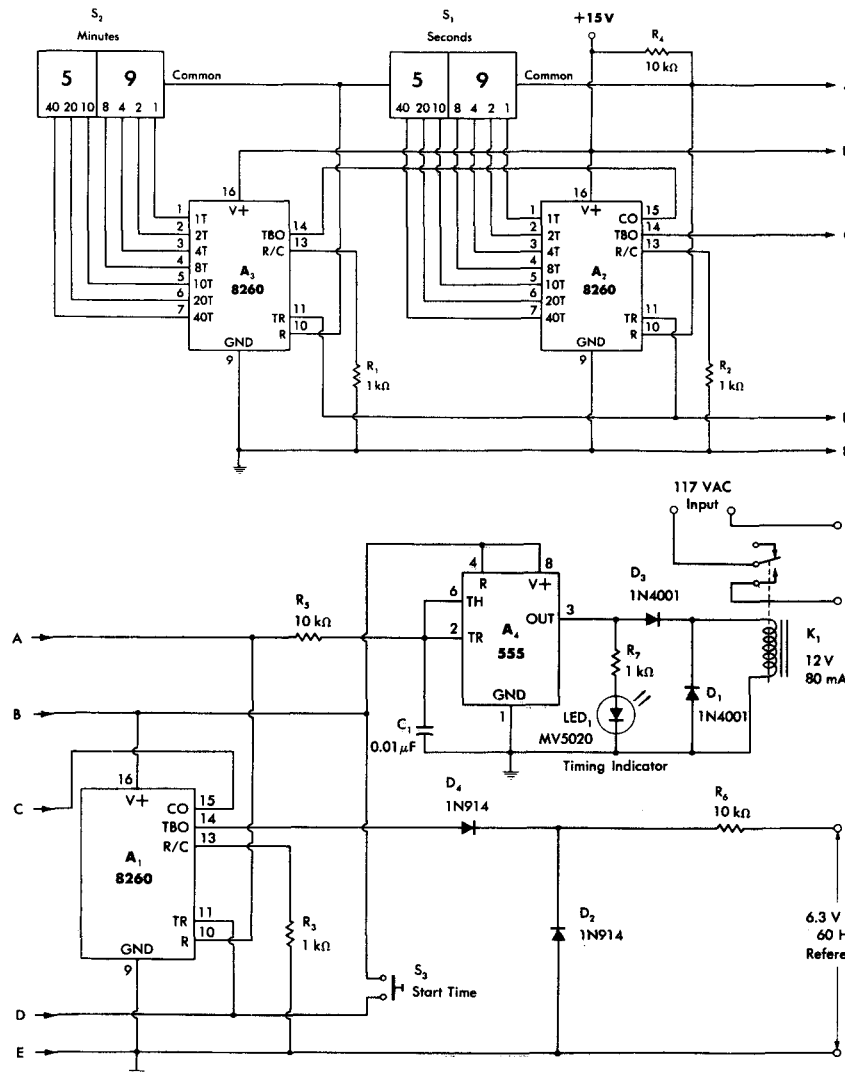 S₂
Minutes
5 9
Common
40 20 10 8 4 2 1
S₁
Seconds
5 9
Common
40 20 10 8 4 2 1
+15V
R₄
10 kΩ
16
V+
1 1T
2 2T
3 4T
4 8T
5 10T
6 20T
7 40T
TBO 14
R/C 13
A₃
8260
TR 11
R 10
GND
9
R₁
1 kΩ
16
V+
1 1T
2 2T
3 4T
4 8T
5 10T
6 20T
7 40T
CO 15
TBO 14
R/C 13
A₂
8260
TR 11
R 10
GND
9
R₂
1 kΩ
117 VAC
Input
4 8
R V+
6 TH
2 TR
OUT 3
A₄
555
GND
1
A
R₅
10 kΩ
C₁
0.01 μF
D₃
1N4001
R₇
1 kΩ
LED₁
MV5020
Timing Indicator
D₁
1N4001
K₁
12 V
80 mA
B
C
16
V+
CO 15
TBO 14
R/C 13
A₁
8260
TR 11
R 10
GND
9
R₃
1 kΩ
D₄
1N914
R₆
10 kΩ
D₂
1N914
6.3 V
60
S₃
Start Time
D
E